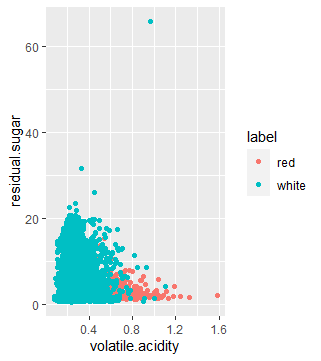 residual.sugar
60
40
20
0
0.4 0.8 1.2 1.6
volatile.acidity
label
red
white